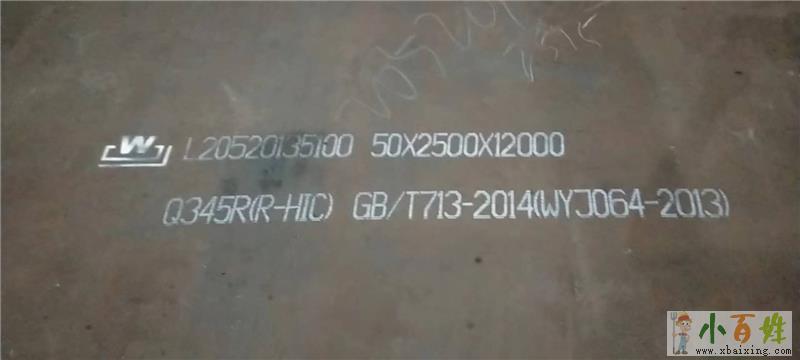 W L20520135100 50X2500X12000
Q345R(R-HIC) GB/T713-2014(WYJ064-2013)
小百姓
www.xbaixing.com